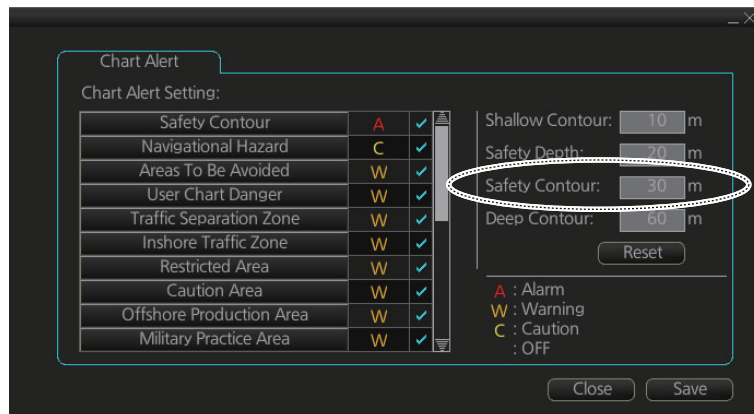 Chart Alert
Chart Alert Setting:
Safety Contour A
Navigational Hazard C
Areas To Be Avoided W
User Chart Danger W
Traffic Separation Zone W
Inshore Traffic Zone W
Restricted Area W
Caution Area W
Offshore Production Area W
Military Practice Area W
Shallow Contour: 10 m
Safety Depth: 20 m
Safety Contour: 30 m
Deep Contour: 60 m
Reset
A : Alarm
W : Warning
C : Caution
: OFF
Close Save